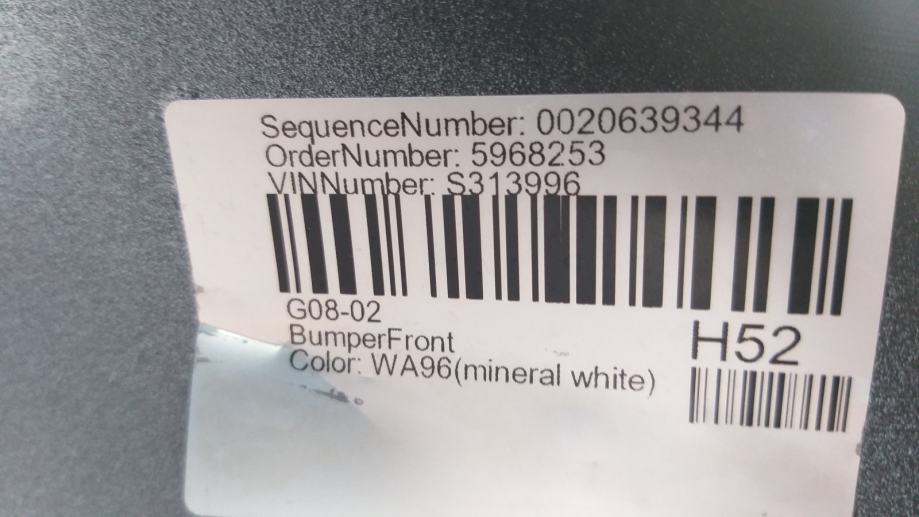 SequenceNumber: 0020639344
OrderNumber: 5968253
VINNumber: S313996
G08-02
BumperFront
Color: WA96(mineral white)
H52